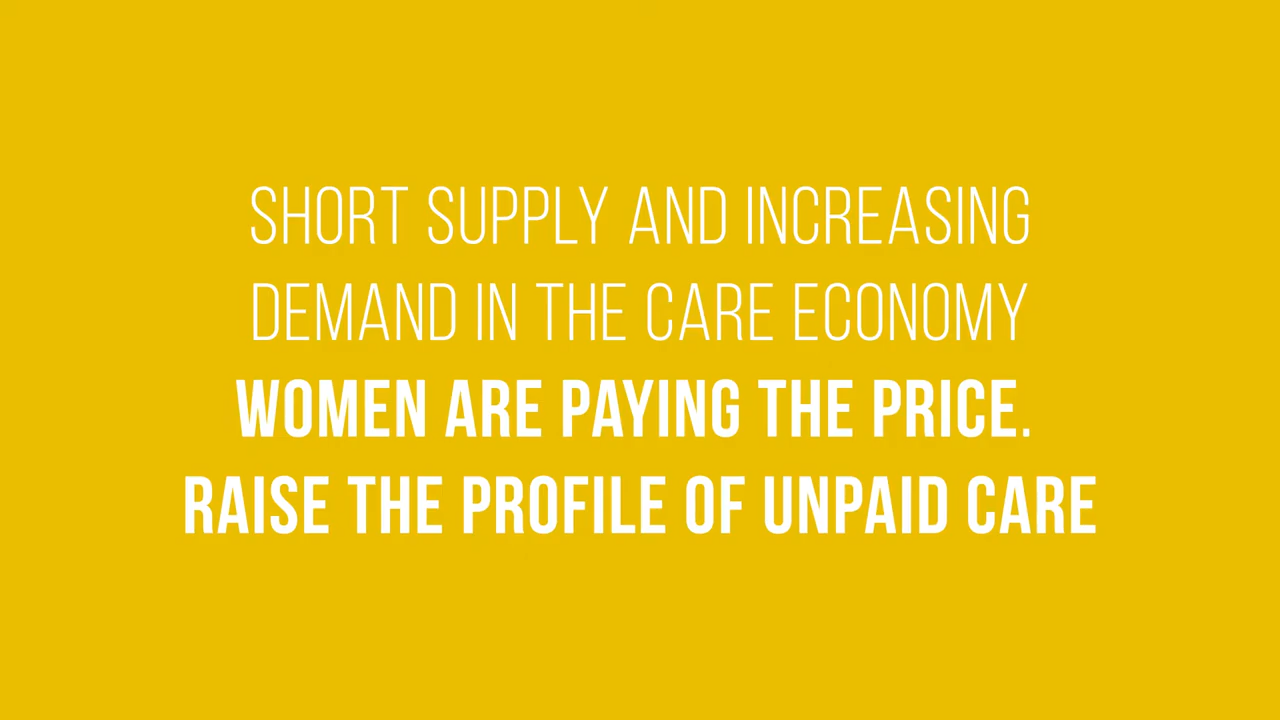 SHORT SUPPLY AND INCREASING
DEMAND IN THE CARE ECONOMY
WOMEN ARE PAYING THE PRICE.
RAISE THE PROFILE OF UNPAID CARE